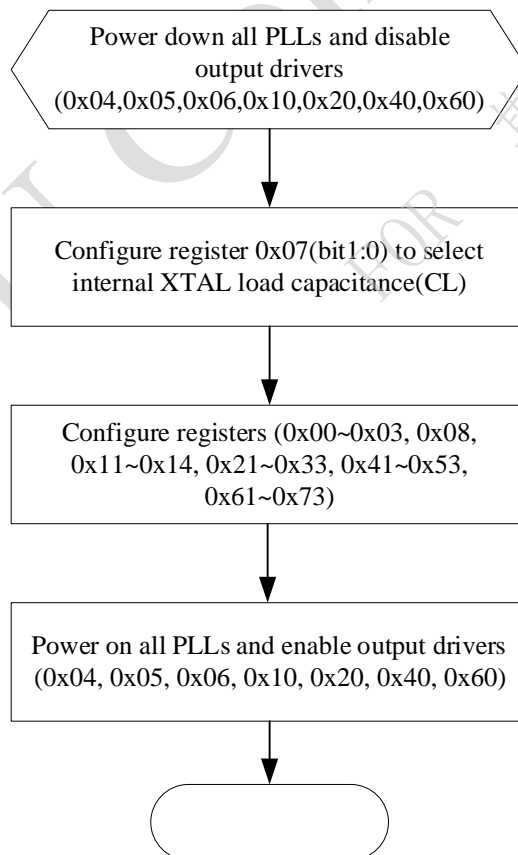 Power down all PLLs and disable
output drivers
(0x04,0x05,0x06,0x10,0x20,0x40,0x60)
Configure register 0x07(bit1:0) to select
internal XTAL load capacitance(CL)
FOR
Configure registers (0x00~0x03, 0x08,
0x11~0x14, 0x21~0x33, 0x41~0x53,
0x61~0x73)
Power on all PLLs and enable output drivers
(0x04, 0x05, 0x06, 0x10, 0x20, 0x40, 0x60)